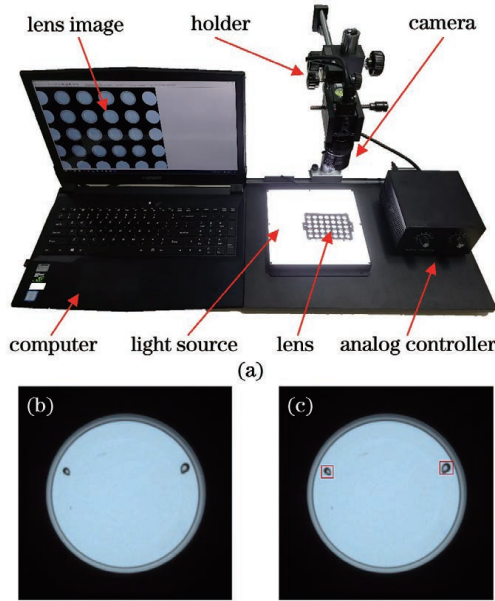 lens image
holder
camera
computer
light source
lens
analog controller
(a)
(b)
(c)